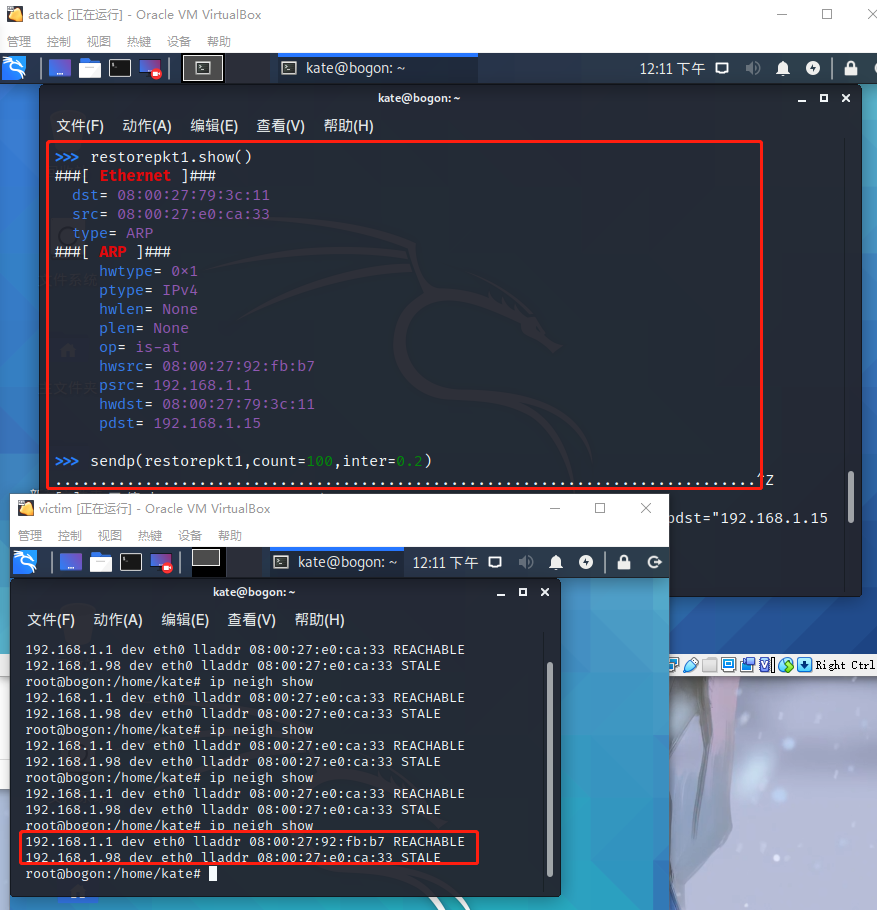 attack [正在运行] - Oracle VM VirtualBox
管理 控制 视图 热键 设备 帮助
kate@bogon: ~ 12:11 下午
kate@bogon: ~
文件(F) 动作(A) 编辑(E) 查看(V) 帮助(H)
>>> restorepkt1.show()
###[ Ethernet ]###
dst= 08:00:27:79:3c:11
src= 08:00:27:e0:ca:33
type= ARP
###[ ARP ]###
hwtype= 0×1
ptype= IPv4
hwlen= None
plen= None
op= is-at
hwsrc= 08:00:27:92:fb:b7
psrc= 192.168.1.1
hwdst= 08:00:27:79:3c:11
pdst= 192.168.1.15
>>> sendp(restorepkt1,count=100,inter=0.2)
..............................................................................^Z
pdst="192.168.1.15
victim [正在运行] - Oracle VM VirtualBox
管理 控制 视图 热键 设备 帮助
kate@bogon: ~ 12:11 下午
kate@bogon: ~
文件(F) 动作(A) 编辑(E) 查看(V) 帮助(H)
192.168.1.1 dev eth0 lladdr 08:00:27:e0:ca:33 REACHABLE
192.168.1.98 dev eth0 lladdr 08:00:27:e0:ca:33 STALE
root@bogon:/home/kate# ip neigh show
192.168.1.1 dev eth0 lladdr 08:00:27:e0:ca:33 REACHABLE
192.168.1.98 dev eth0 lladdr 08:00:27:e0:ca:33 STALE
root@bogon:/home/kate# ip neigh show
192.168.1.1 dev eth0 lladdr 08:00:27:e0:ca:33 REACHABLE
192.168.1.98 dev eth0 lladdr 08:00:27:e0:ca:33 STALE
root@bogon:/home/kate# ip neigh show
192.168.1.1 dev eth0 lladdr 08:00:27:e0:ca:33 REACHABLE
192.168.1.98 dev eth0 lladdr 08:00:27:e0:ca:33 STALE
root@bogon:/home/kate# ip neigh show
192.168.1.1 dev eth0 lladdr 08:00:27:92:fb:b7 REACHABLE
192.168.1.98 dev eth0 lladdr 08:00:27:e0:ca:33 STALE
root@bogon:/home/kate#
Right Ctrl